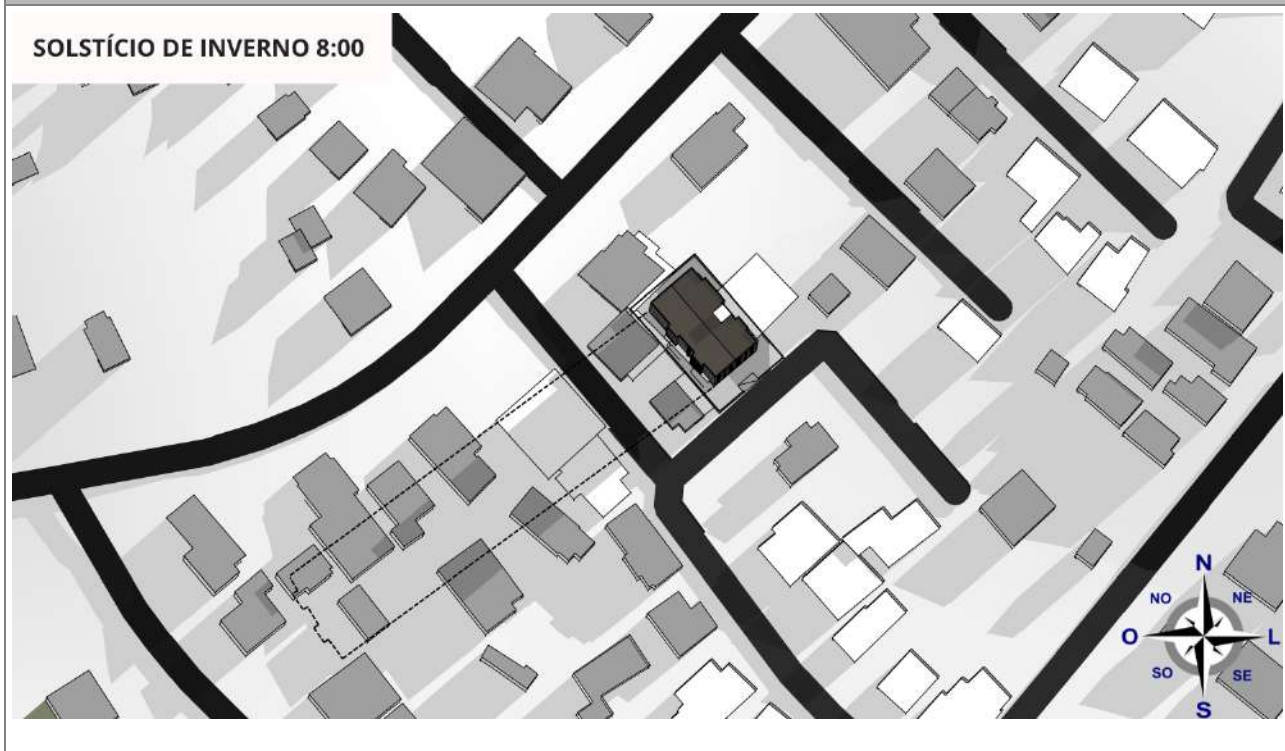 SOLSTÍCIO DE INVERNO 8:00
N
NO NE
O L
SO SE
S